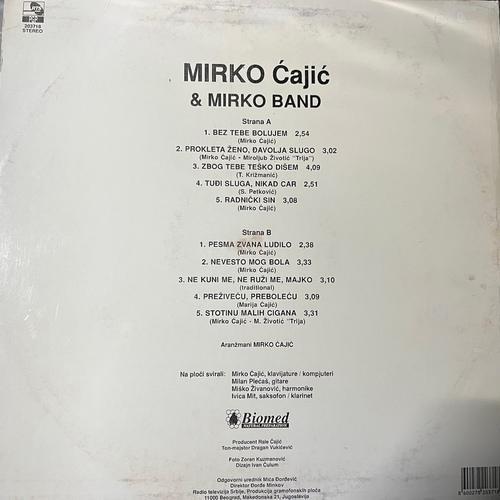 RTS
PGP
203718
STEREO
MIRKO Ćajić
& MIRKO BAND
Strana A
1. BEZ TEBE BOLUJEM 2,54
(Mirko Ćajić)
2. PROKLETA ŽENO, ĐAVOLJA SLUGO 3,02
(Mirko Ćajić - Miroljub Životić "Trija")
3. ZBOG TEBE TEŠKO DIŠEM 4,09
(T. Križmanić)
4. TUĐI SLUGA, NIKAD CAR 2,51
(S. Petković)
5. RADNIČKI SIN 3,08
(Mirko Ćajić)
Strana B
1. PESMA ZVANA LUDILO 2,38
(Mirko Ćajić)
2. NEVESTO MOG BOLA 3,33
(Mirko Ćajić)
3. NE KUNI ME, NE RUŽI ME, MAJKO 3,10
(traditional)
4. PREŽIVEĆU, PREBOLEĆU 3,09
(Marija Ćajić)
5. STOTINU MALIH CIGANA 3,31
(Mirko Ćajić - M. Životić "Trija)
Aranžmani MIRKO ĆAJIĆ
Na ploči svirali: Mirko Ćajić, klavijature / kompjuteri
Milan Plećaš, gitare
Miško Živanović, harmonike
Ivica Mit, saksofon / klarinet
Biomed
NATURAL PREPARATION
Producent Rale Ćajić
Ton-majstor Dragan Vukićević
Foto Zoran Kuzmanović
Dizajn Ivan Ćulum
Odgovorni urednik Mića Đorđević
Direktor Đorđe Minkov
Radio televizija Srbije, Produkcija gramofonskih ploča
11000 Beograd, Makedonska 21, Jugoslavija